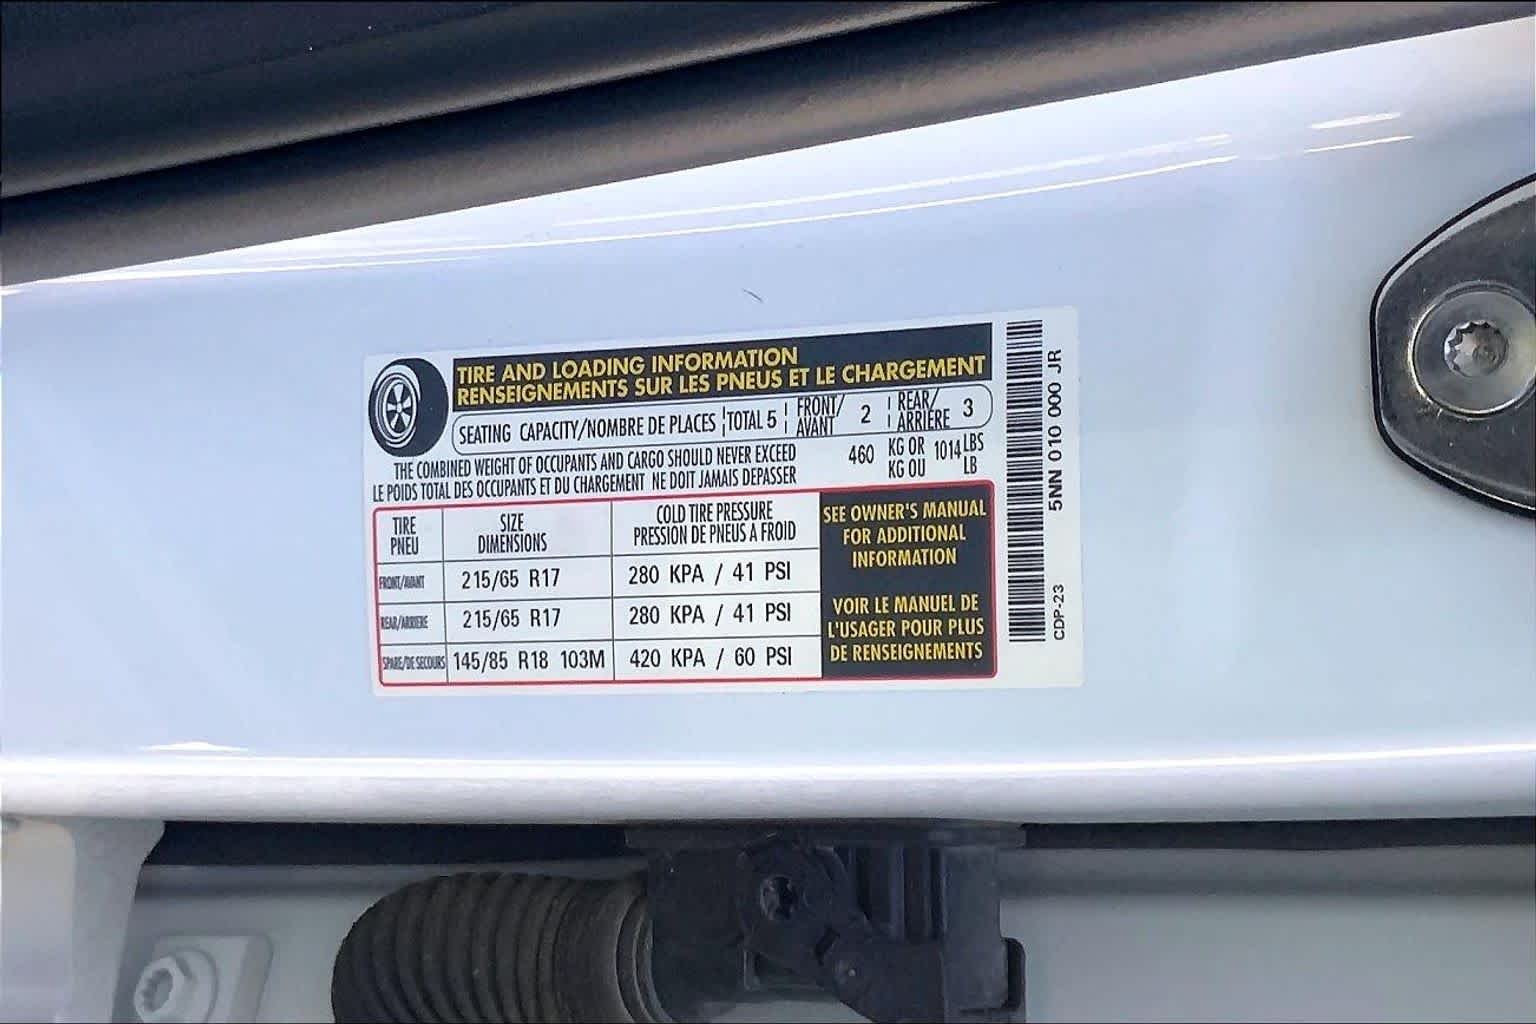 TIRE AND LOADING INFORMATION
RENSEIGNEMENTS SUR LES PNEUS ET LE CHARGEMENT
SEATING CAPACITY/NOMBRE DE PLACES TOTAL 5 FRONT/AVANT 2 REAR/ARRIÈRE 3
THE COMBINED WEIGHT OF OCCUPANTS AND CARGO SHOULD NEVER EXCEED 460 KG OR 1014 LBS
LE POIDS TOTAL DES OCCUPANTS ET DU CHARGEMENT NE DOIT JAMAIS DEPASSER KG OU LB
TIRE SIZE COLD TIRE PRESSURE
PNEU DIMENSIONS PRESSION DE PNEUS A FROID
FRONT/AVANT 215/65 R17 280 KPA / 41 PSI
REAR/ARRIERE 215/65 R17 280 KPA / 41 PSI
SPARE/DE SECOURS 145/85 R18 103M 420 KPA / 60 PSI
SEE OWNER'S MANUAL
FOR ADDITIONAL
INFORMATION
VOIR LE MANUEL DE
L'USAGER POUR PLUS
DE RENSEIGNEMENTS
5NN 010 000 JR
CDP-23